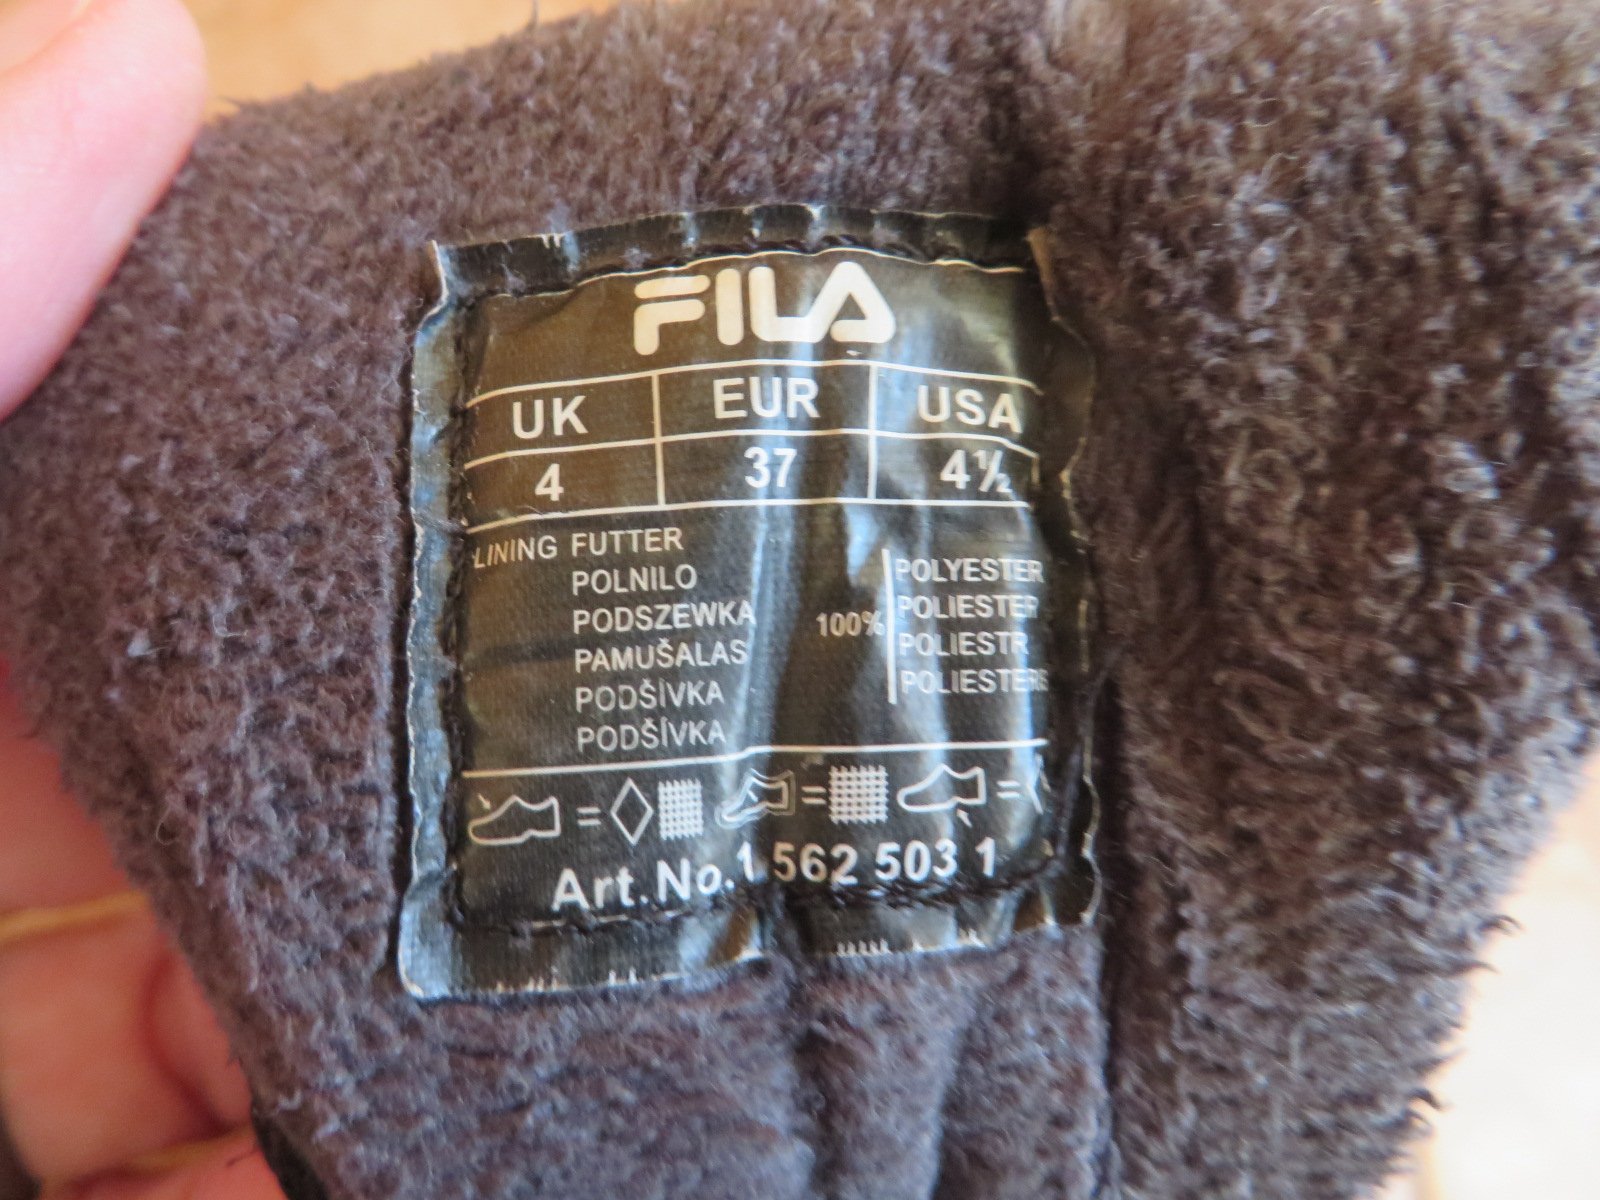 FILA
UK EUR USA
4 37 4½
LINING FUTTER
POLNILO
PODSZEWKA
PAMUŠALAS
PODŠÍVKA
PODŠÍVKA
100%
POLYESTER
POLIESTER
POLIESTR
POLIESTERIS
= = =
Art.No.1 562 503 1